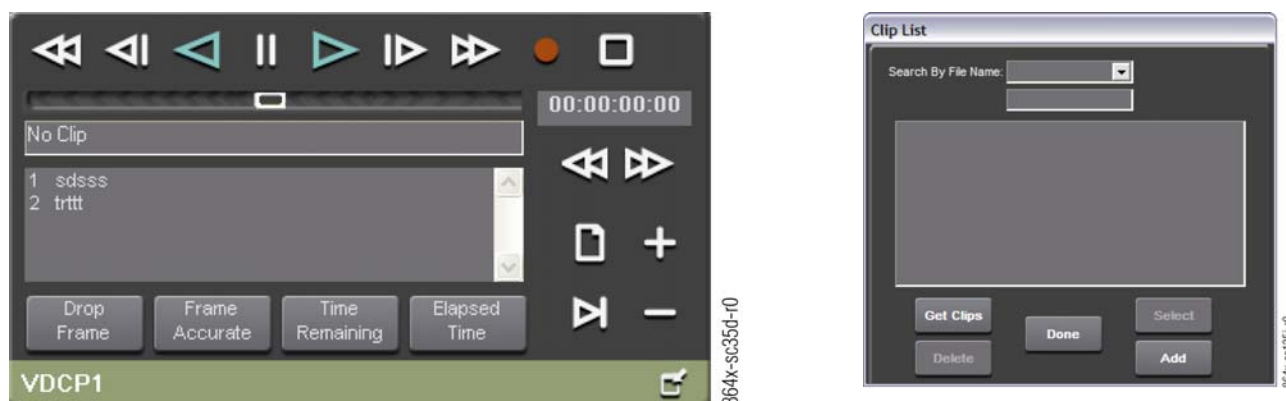 00:00:00:00
No Clip
1 sdsss
2 trttt
Drop
Frame
Frame
Accurate
Time
Remaining
Elapsed
Time
VDCP1
864x-sc35d-r0
Clip List
Search By File Name:
Get Clips
Select
Done
Delete
Add